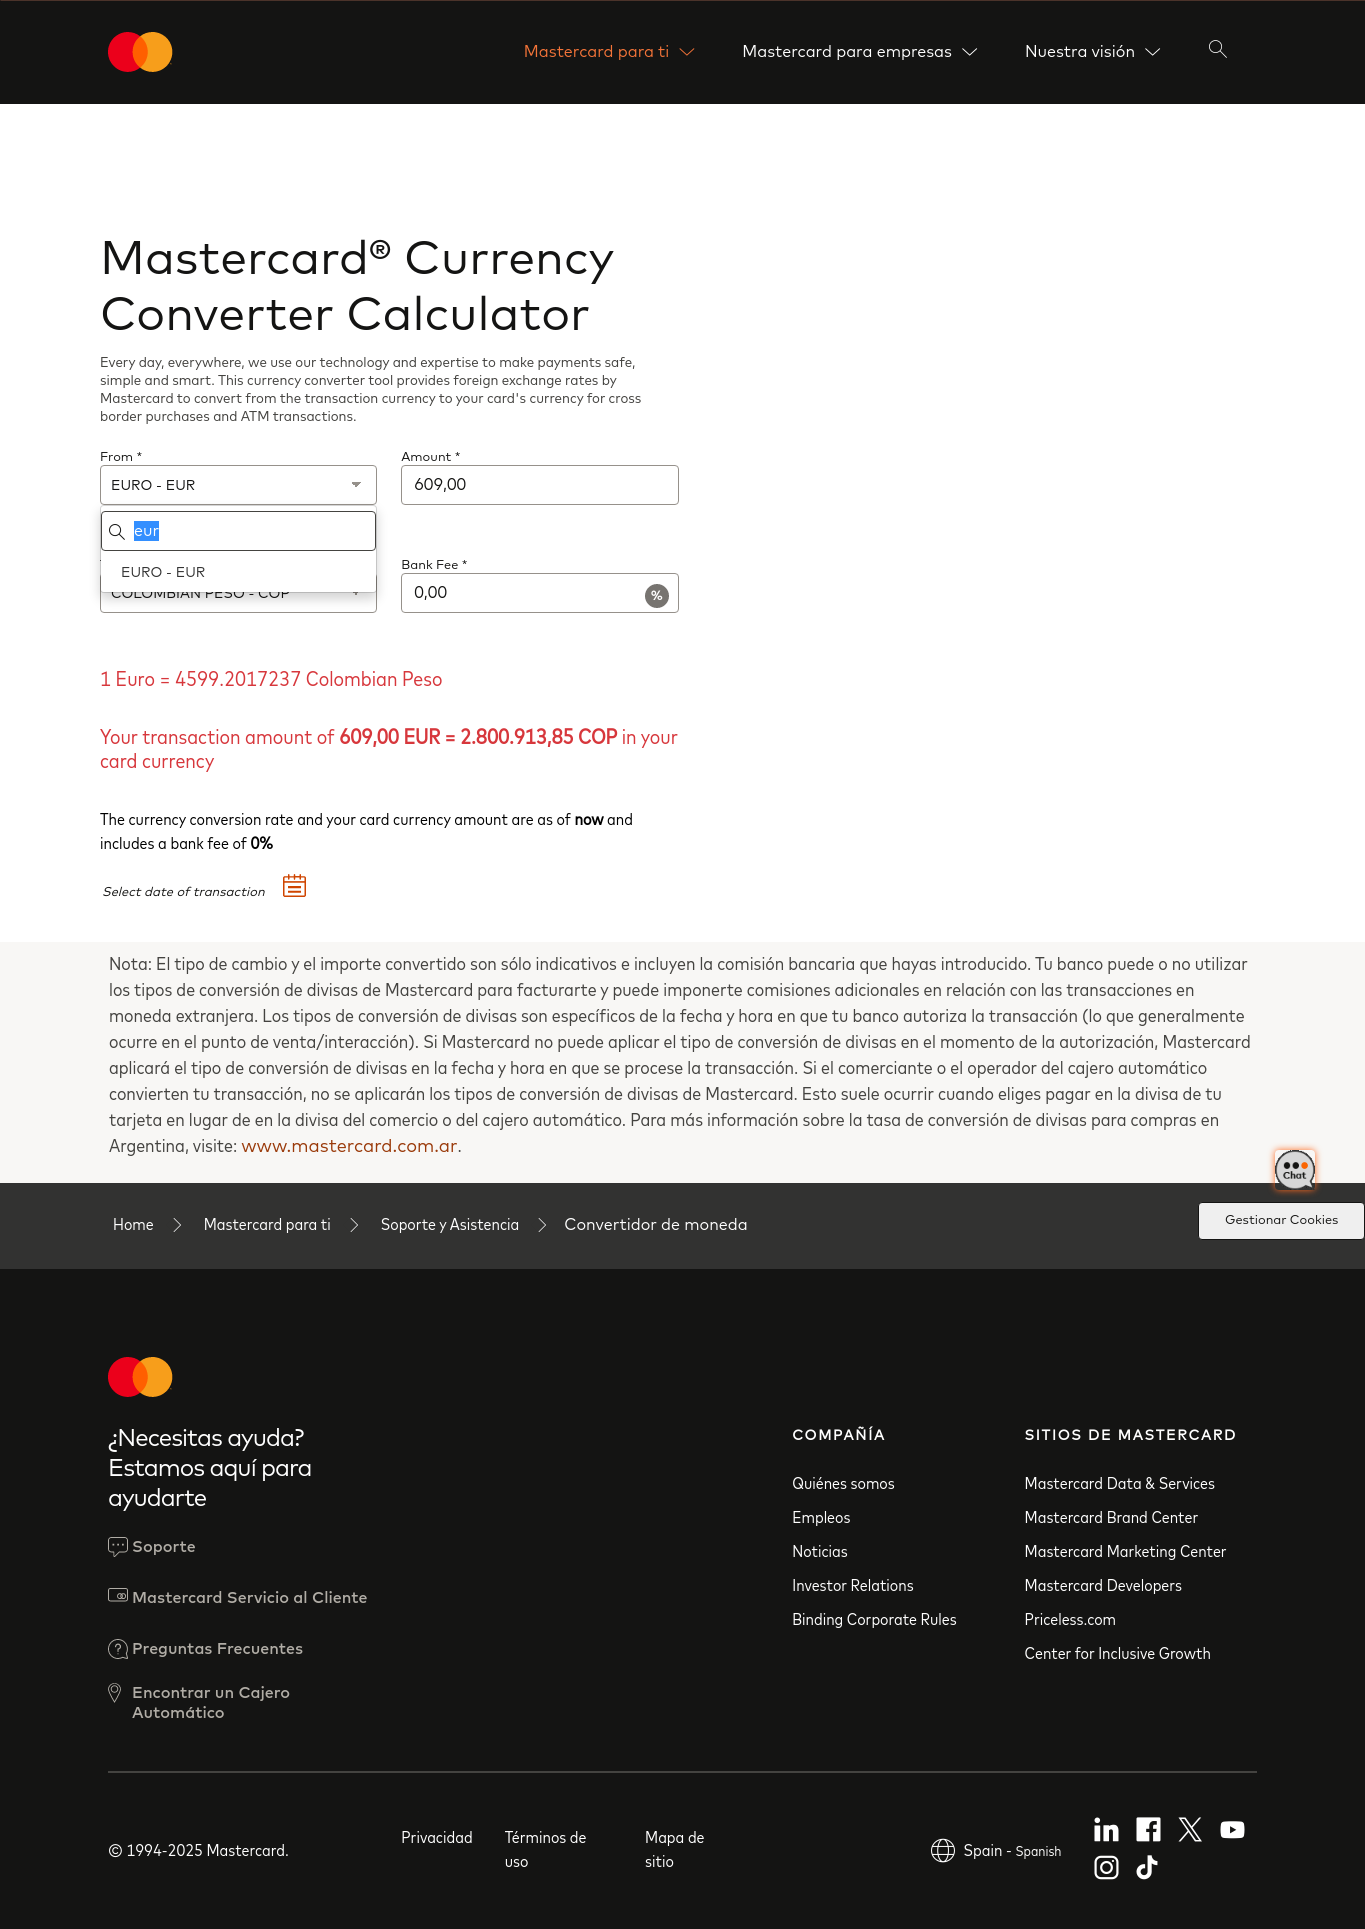 Mastercard para ti
Mastercard para empresas
Nuestra visión
Mastercard® Currency
Converter Calculator
Every day, everywhere, we use our technology and expertise to make payments safe,
simple and smart. This currency converter tool provides foreign exchange rates by
Mastercard to convert from the transaction currency to your card's currency for cross
border purchases and ATM transactions.
From *
Amount *
EURO - EUR
609,00
eur
EURO - EUR
Bank Fee *
COLOMBIAN PESO - COP
0,00
%
1 Euro = 4599.2017237 Colombian Peso
Your transaction amount of 609,00 EUR = 2.800.913,85 COP in your
card currency
The currency conversion rate and your card currency amount are as of now and
includes a bank fee of 0%
Select date of transaction
Nota: El tipo de cambio y el importe convertido son sólo indicativos e incluyen la comisión bancaria que hayas introducido. Tu banco puede o no utilizar
los tipos de conversión de divisas de Mastercard para facturarte y puede imponerte comisiones adicionales en relación con las transacciones en
moneda extranjera. Los tipos de conversión de divisas son específicos de la fecha y hora en que tu banco autoriza la transacción (lo que generalmente
ocurre en el punto de venta/interacción). Si Mastercard no puede aplicar el tipo de conversión de divisas en el momento de la autorización, Mastercard
aplicará el tipo de conversión de divisas en la fecha y hora en que se procese la transacción. Si el comerciante o el operador del cajero automático
convierten tu transacción, no se aplicarán los tipos de conversión de divisas de Mastercard. Esto suele ocurrir cuando eliges pagar en la divisa de tu
tarjeta en lugar de en la divisa del comercio o del cajero automático. Para más información sobre la tasa de conversión de divisas para compras en
Argentina, visite: www.mastercard.com.ar.
Chat
Gestionar Cookies
Home
Mastercard para ti
Soporte y Asistencia
Convertidor de moneda
¿Necesitas ayuda?
Estamos aquí para
ayudarte
Soporte
Mastercard Servicio al Cliente
Preguntas Frecuentes
Encontrar un Cajero
Automático
COMPAÑÍA
Quiénes somos
Empleos
Noticias
Investor Relations
Binding Corporate Rules
SITIOS DE MASTERCARD
Mastercard Data & Services
Mastercard Brand Center
Mastercard Marketing Center
Mastercard Developers
Priceless.com
Center for Inclusive Growth
© 1994-2025 Mastercard.
Privacidad
Términos de
uso
Mapa de
sitio
Spain - Spanish